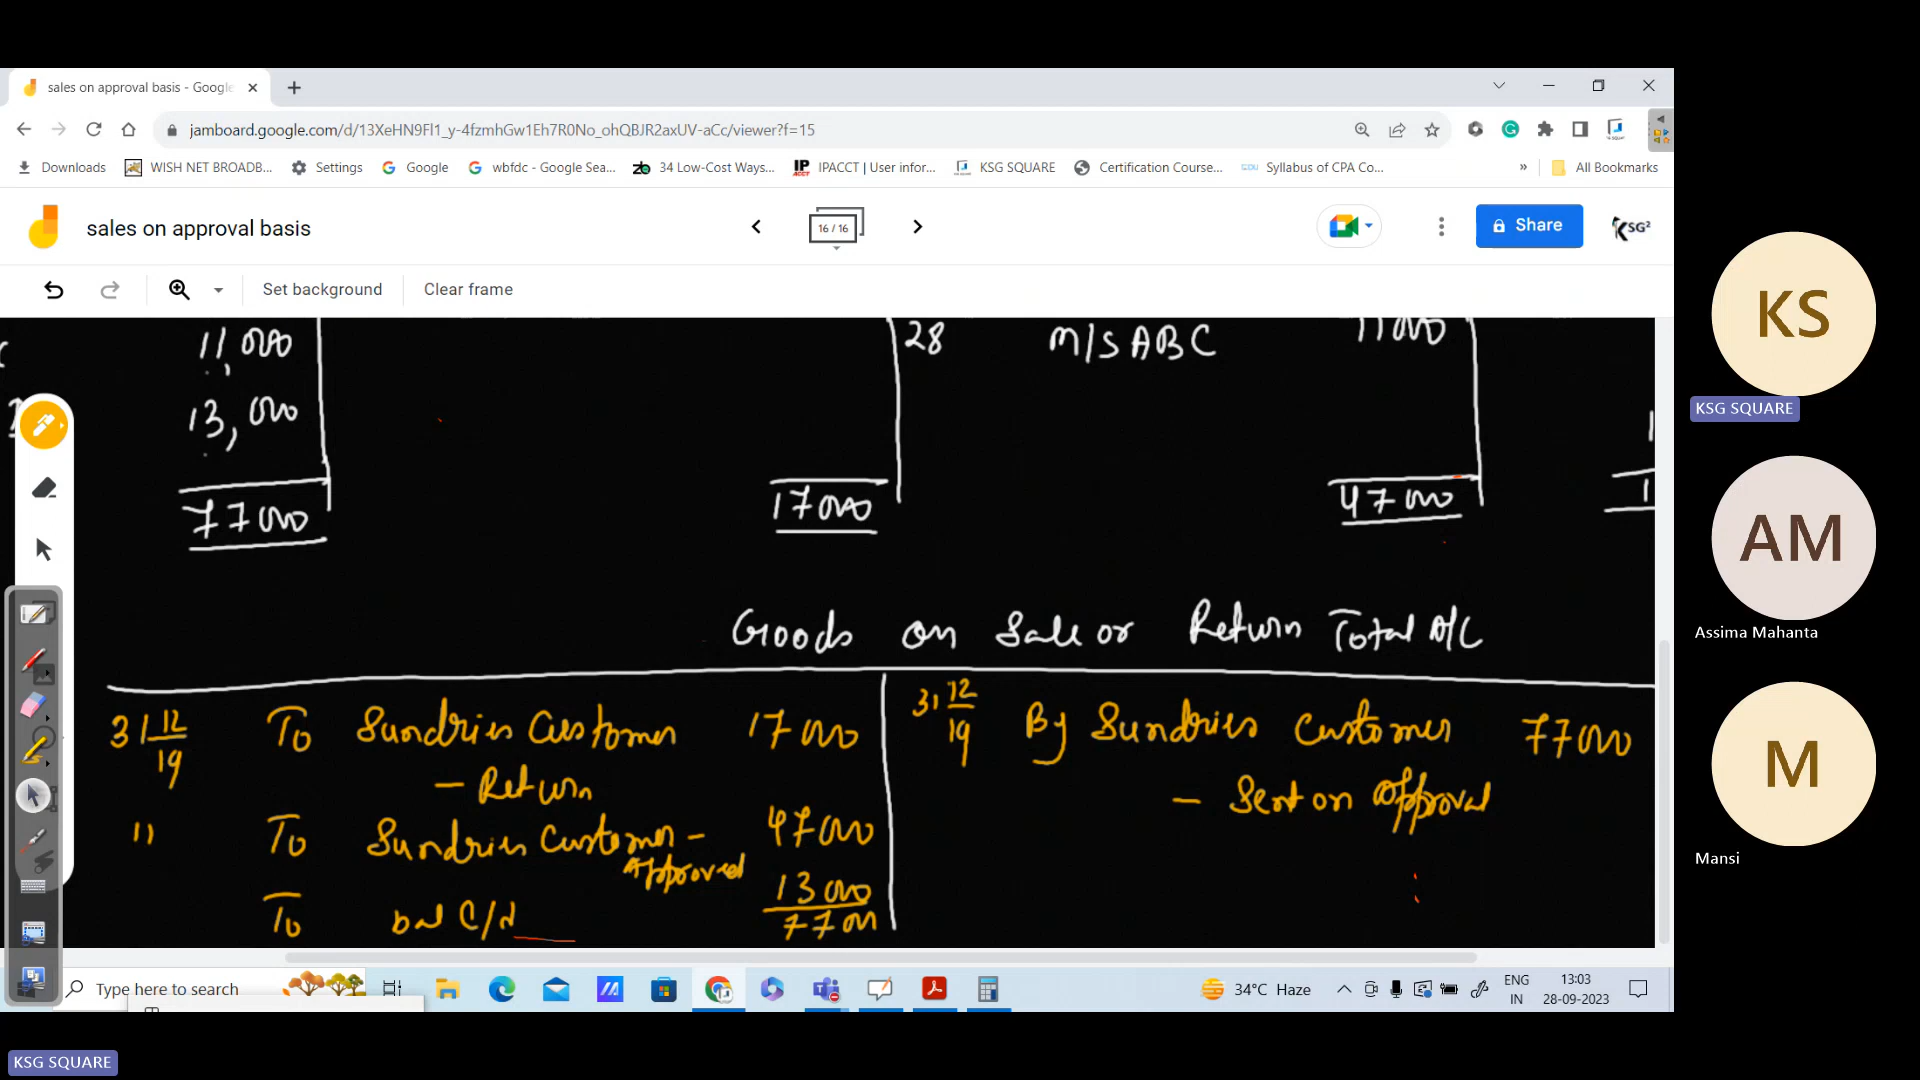 sales on approval basis - Google
jamboard.google.com/d/13XeHN9Fl1_y-4fzmhGw1Eh7R0No_ohQBJR2axUV-aCc/viewer?f=15
Downloads WISH NET BROADB... Settings Google wbfdc - Google Sea... 34 Low-Cost Ways... IPACCT | User infor... KSG SQUARE Certification Course... Syllabus of CPA Co... » All Bookmarks
sales on approval basis
16 / 16
Share
KSG²
Set background Clear frame
11,000 28 M/S ABC 11000
13,000
77000 17000 47000
Goods on Sale or Return Total A/C
31 12/19 To Sundries Customer 17000 31 12/19 By Sundries Customer 77000
- Return - Sent on Approval
11 To Sundries Customer - 47000
Approved
To bal C/d 13000
7700
Type here to search
34°C Haze
ENG IN
13:03
28-09-2023
KS
KSG SQUARE
AM
Assima Mahanta
M
Mansi
KSG SQUARE